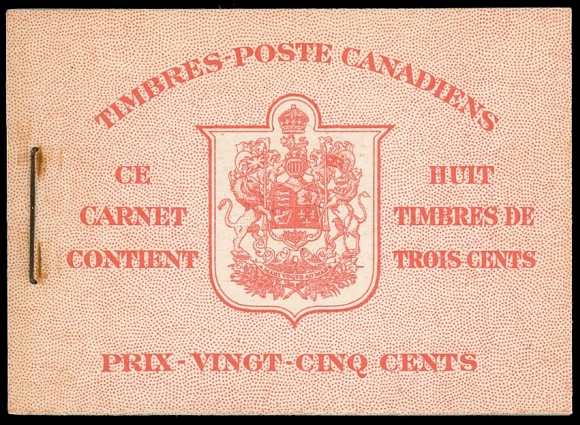 TIMBRES-POSTE CANADIENS
CE
CARNET
CONTIENT
HUIT
TIMBRES DE
TROIS CENTS
PRIX-VINGT-CINQ CENTS